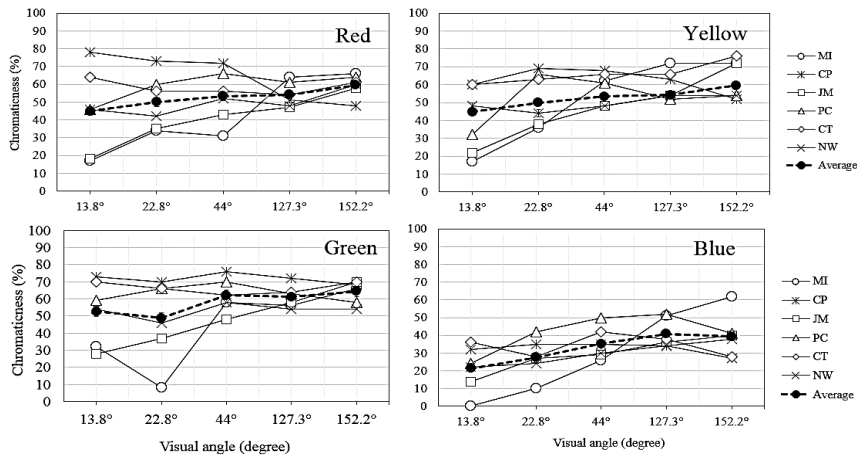 Red
Chromaticness (%)
100
90
80
70
60
50
40
30
20
10
0
13.8° 22.8° 44° 127.3° 152.2°
Yellow
Chromaticness (%)
100
90
80
70
60
50
40
30
20
10
0
13.8° 22.8° 44° 127.3° 152.2°
MI
CP
JM
PC
CT
NW
Average
Green
Chromaticness (%)
100
90
80
70
60
50
40
30
20
10
0
13.8° 22.8° 44° 127.3° 152.2°
Visual angle (degree)
Blue
Chromaticness (%)
100
90
80
70
60
50
40
30
20
10
0
13.8° 22.8° 44° 127.3° 152.2°
Visual angle (degree)
MI
CP
JM
PC
CT
NW
Average